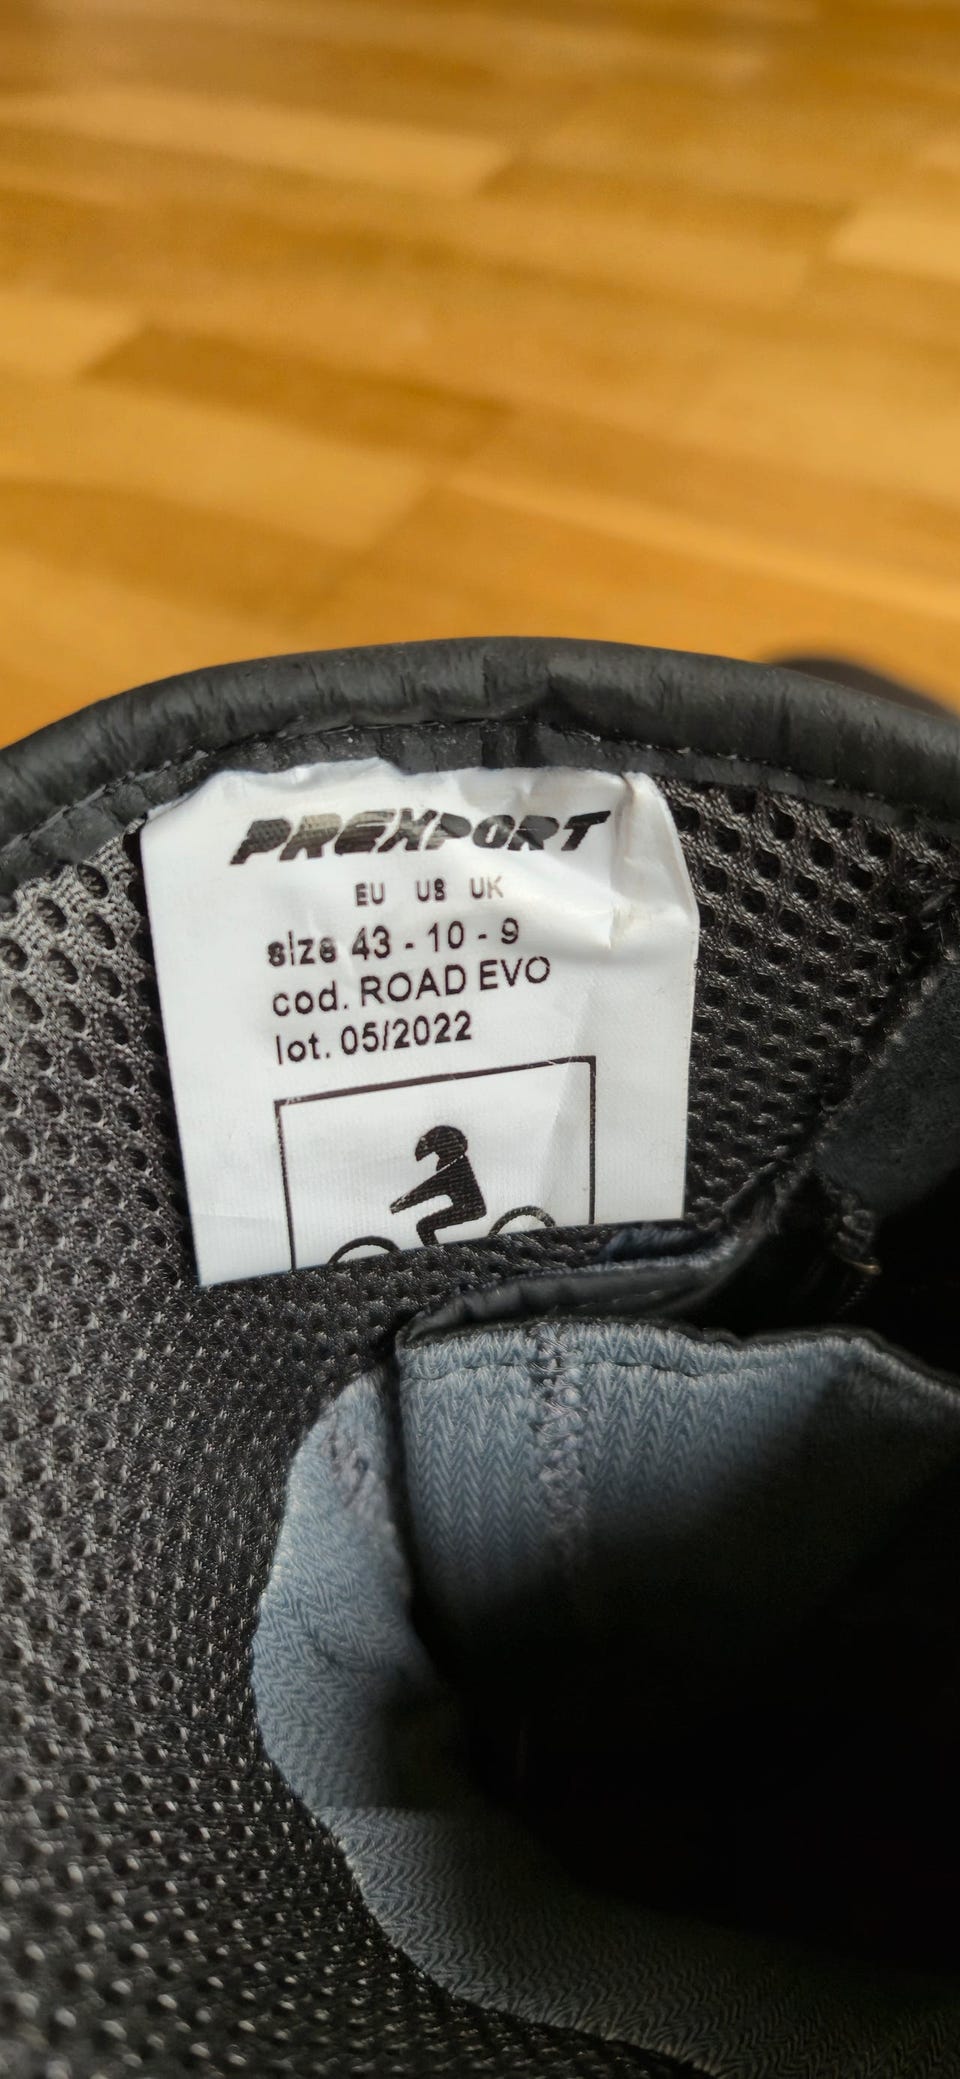 PREXPORT
EU US UK
size 43 - 10 - 9
cod. ROAD EVO
lot. 05/2022